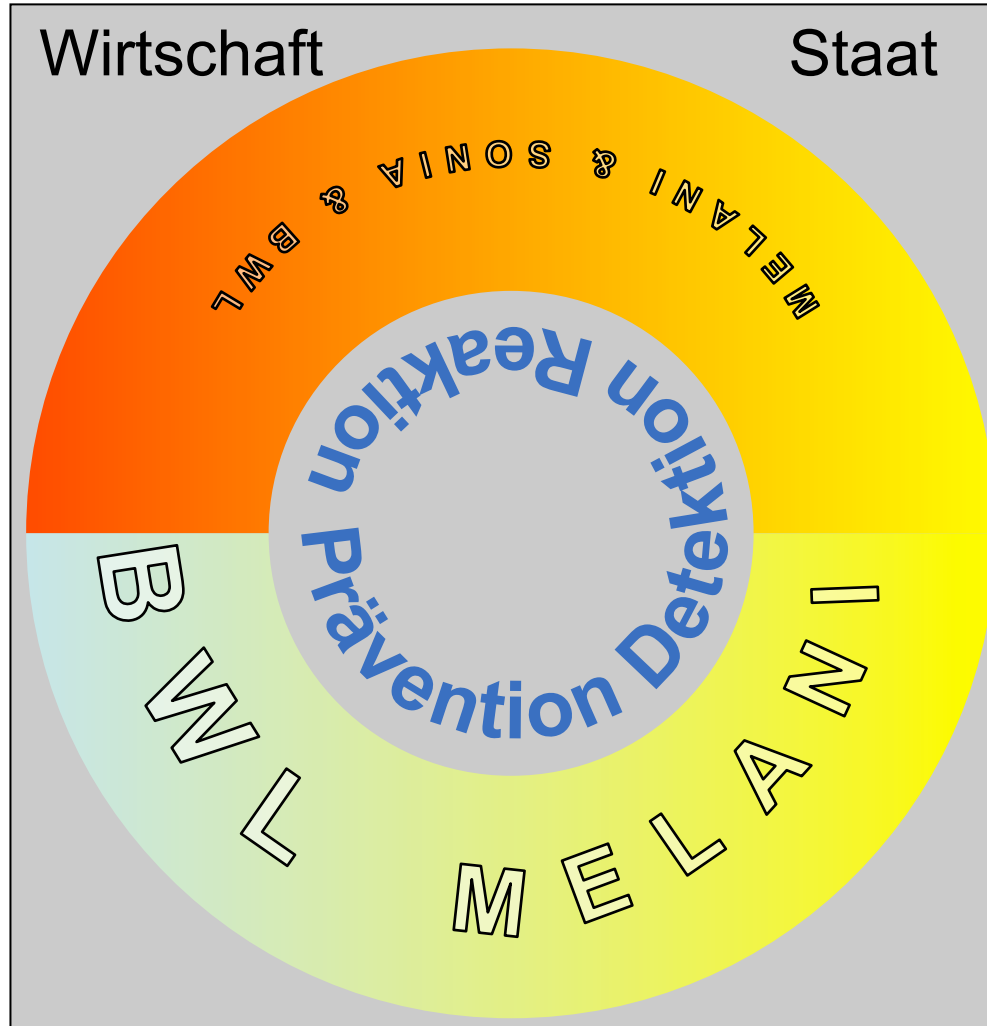 Wirtschaft
Staat
MELANI & SONIA & BWL
Prävention Detektion Reaktion
BWL
MELANI